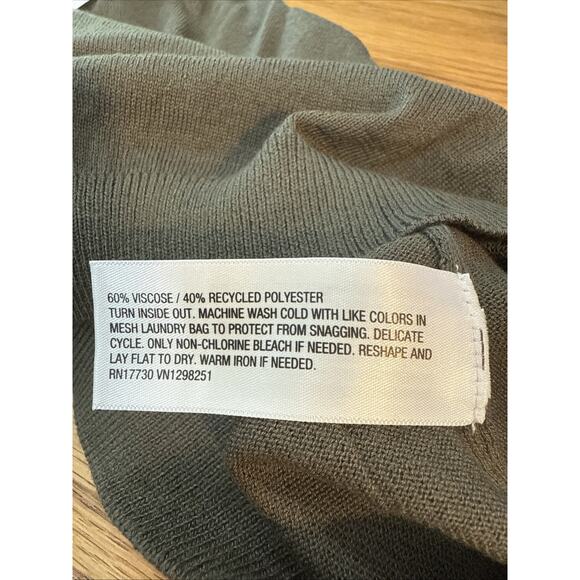 60% VISCOSE / 40% RECYCLED POLYESTER
TURN INSIDE OUT. MACHINE WASH COLD WITH LIKE COLORS IN
MESH LAUNDRY BAG TO PROTECT FROM SNAGGING. DELICATE
CYCLE. ONLY NON-CHLORINE BLEACH IF NEEDED. RESHAPE AND
LAY FLAT TO DRY. WARM IRON IF NEEDED.
RN17730 VN1298251